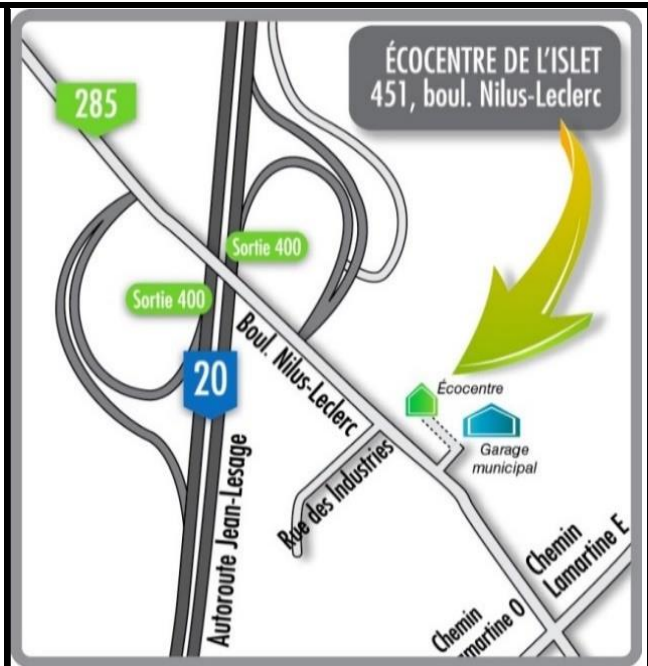 ÉCOCENTRE DE L'ISLET
451, boul. Nilus-Leclerc
285
Sortie 400
Sortie 400
Boul. Nilus-Leclerc
20
Écocentre
Garage
municipal
Rue des Industries
Autoroute Jean-Lesage
Chemin
Lamartine E
Chemin
martine O